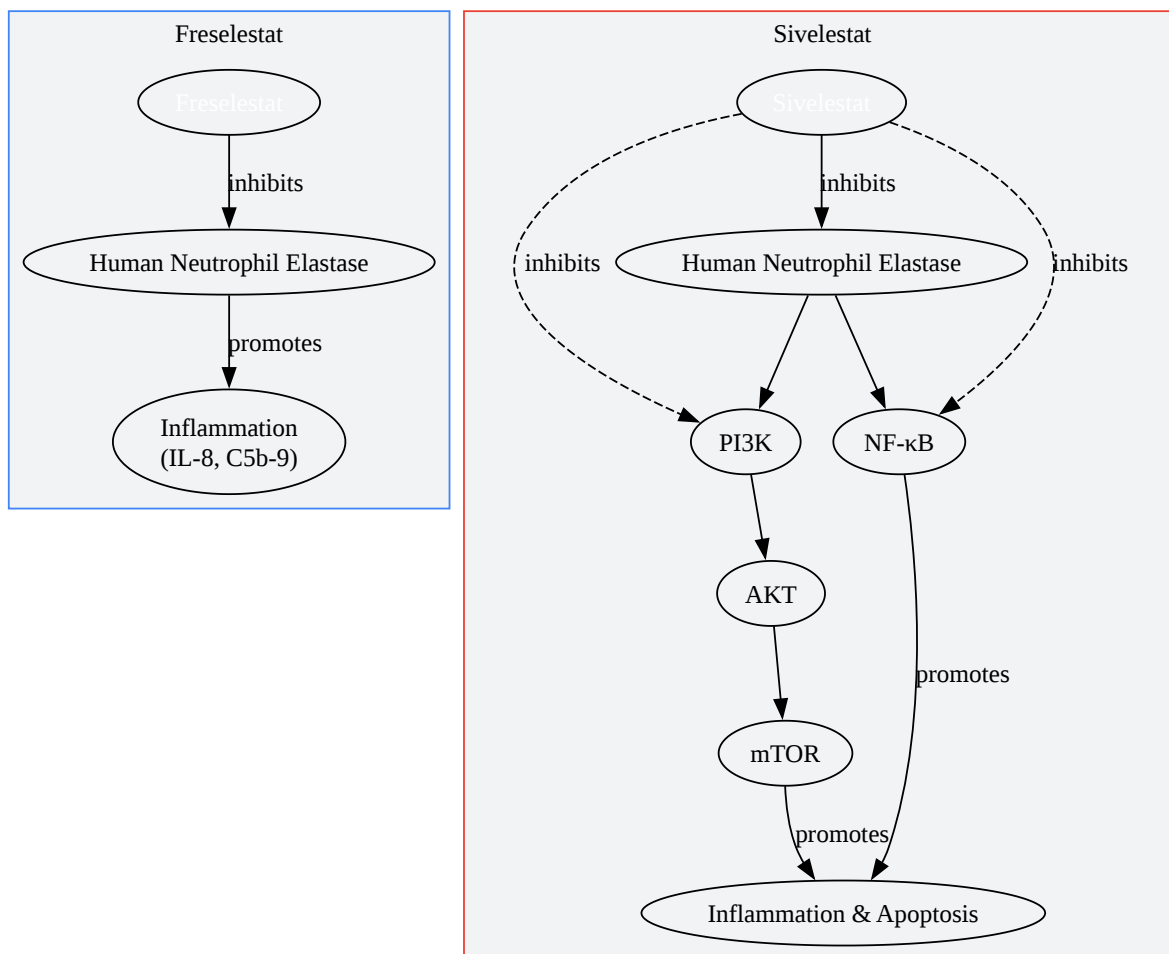 Freselestat
Freselestat
inhibits
Human Neutrophil Elastase
promotes
Inflammation
(IL-8, C5b-9)
Sivelestat
Sivelestat
inhibits
inhibits
Human Neutrophil Elastase
inhibits
PI3K
NF-κB
AKT
promotes
mTOR
promotes
Inflammation & Apoptosis